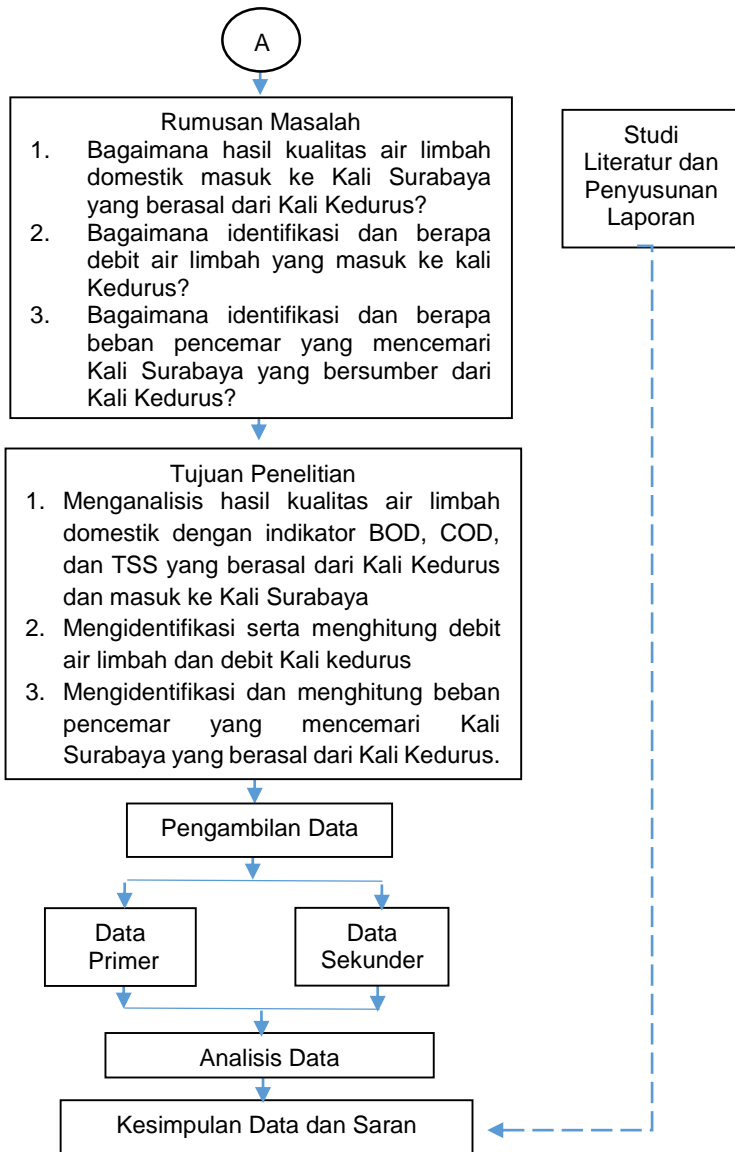 A
Rumusan Masalah
1. Bagaimana hasil kualitas air limbah
domestik masuk ke Kali Surabaya
yang berasal dari Kali Kedurus?
2. Bagaimana identifikasi dan berapa
debit air limbah yang masuk ke kali
Kedurus?
3. Bagaimana identifikasi dan berapa
beban pencemar yang mencemari
Kali Surabaya yang bersumber dari
Kali Kedurus?
Studi
Literatur dan
Penyusunan
Laporan
Tujuan Penelitian
1. Menganalisis hasil kualitas air limbah
domestik dengan indikator BOD, COD,
dan TSS yang berasal dari Kali Kedurus
dan masuk ke Kali Surabaya
2. Mengidentifikasi serta menghitung debit
air limbah dan debit Kali kedurus
3. Mengidentifikasi dan menghitung beban
pencemar yang mencemari Kali
Surabaya yang berasal dari Kali Kedurus.
Pengambilan Data
Data
Primer
Data
Sekunder
Analisis Data
Kesimpulan Data dan Saran